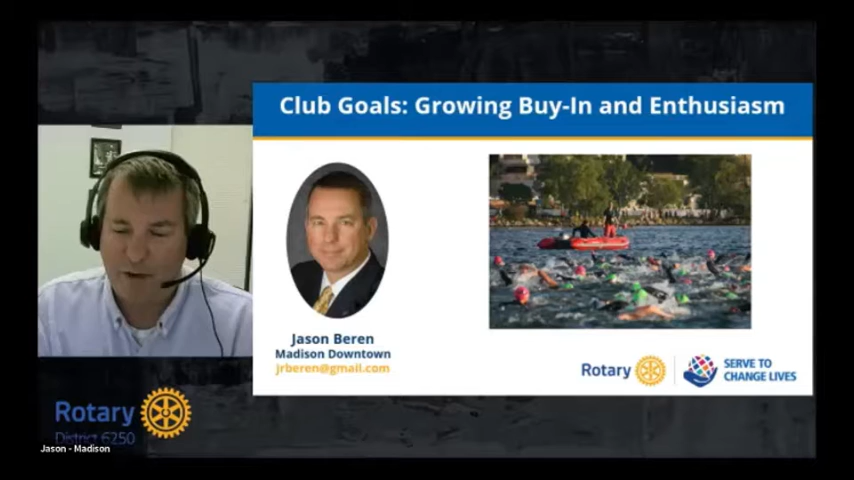 Club Goals: Growing Buy-In and Enthusiasm
Jason Beren
Madison Downtown
jrberen@gmail.com
Rotary
SERVE TO
CHANGE LIVES
Rotary
District 6250
Jason - Madison